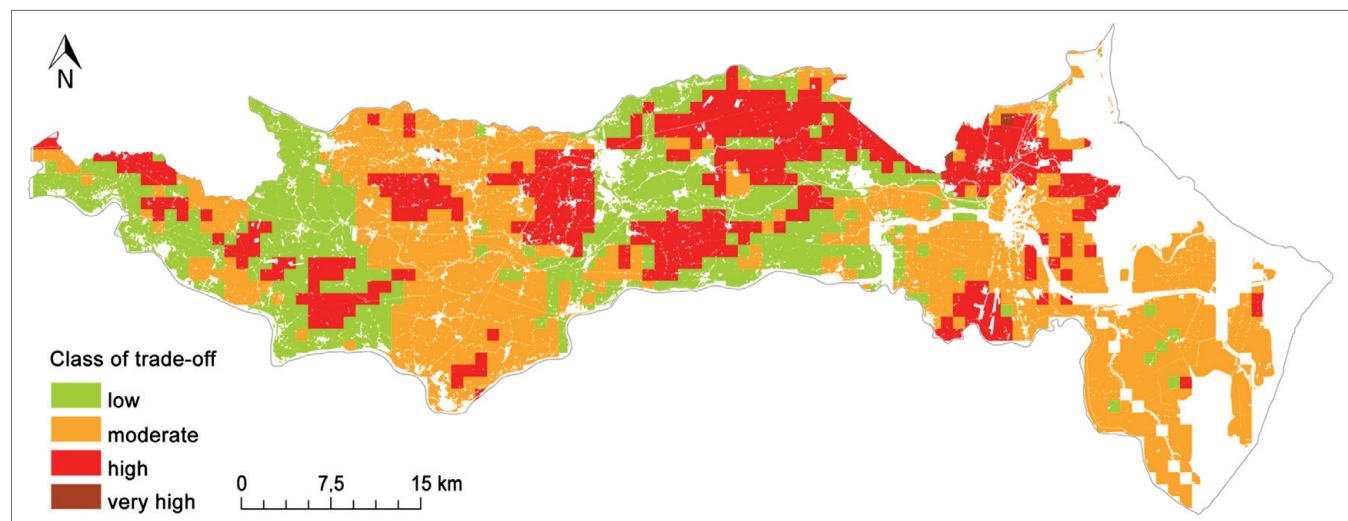 N
Class of trade-off
low
moderate
high
very high
0 7,5 15 km